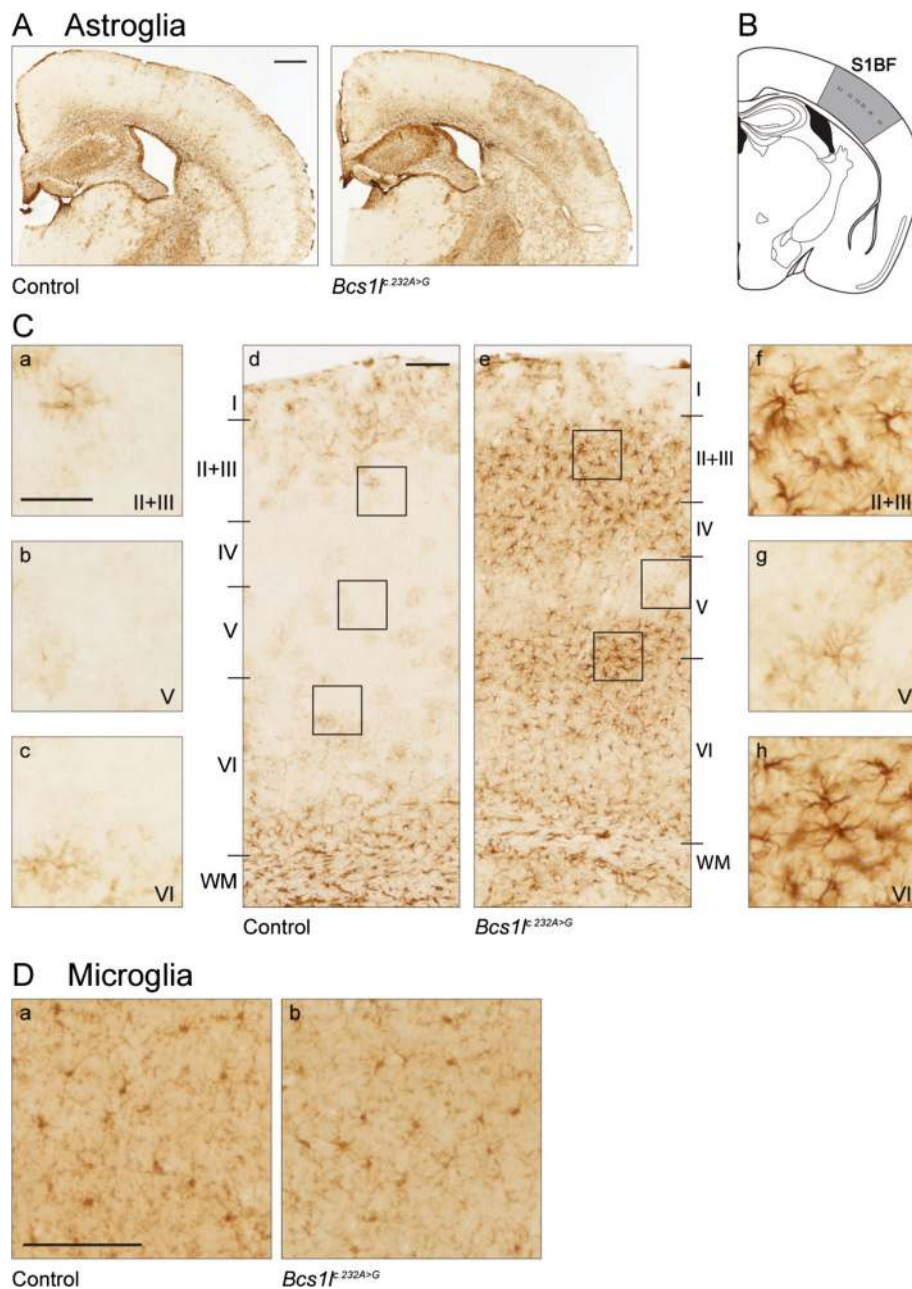 A Astroglia
B
S1BF
Control
Bcs1l^c.232A>G
C
a
II+III
b
V
c
VI
d
I
II+III
IV
V
VI
WM
Control
e
I
II+III
IV
V
VI
WM
Bcs1l^c.232A>G
f
II+III
g
V
h
VI
D Microglia
a
b
Control
Bcs1l^c.232A>G